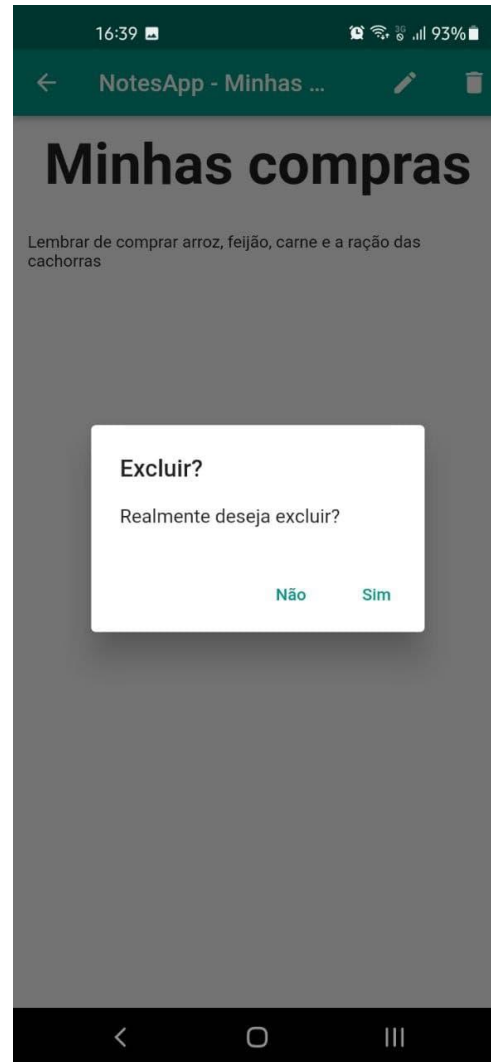 16:39
3G
93%
NotesApp - Minhas ...
Minhas compras
Lembrar de comprar arroz, feijão, carne e a ração das
cachorras
Excluir?
Realmente deseja excluir?
Não Sim